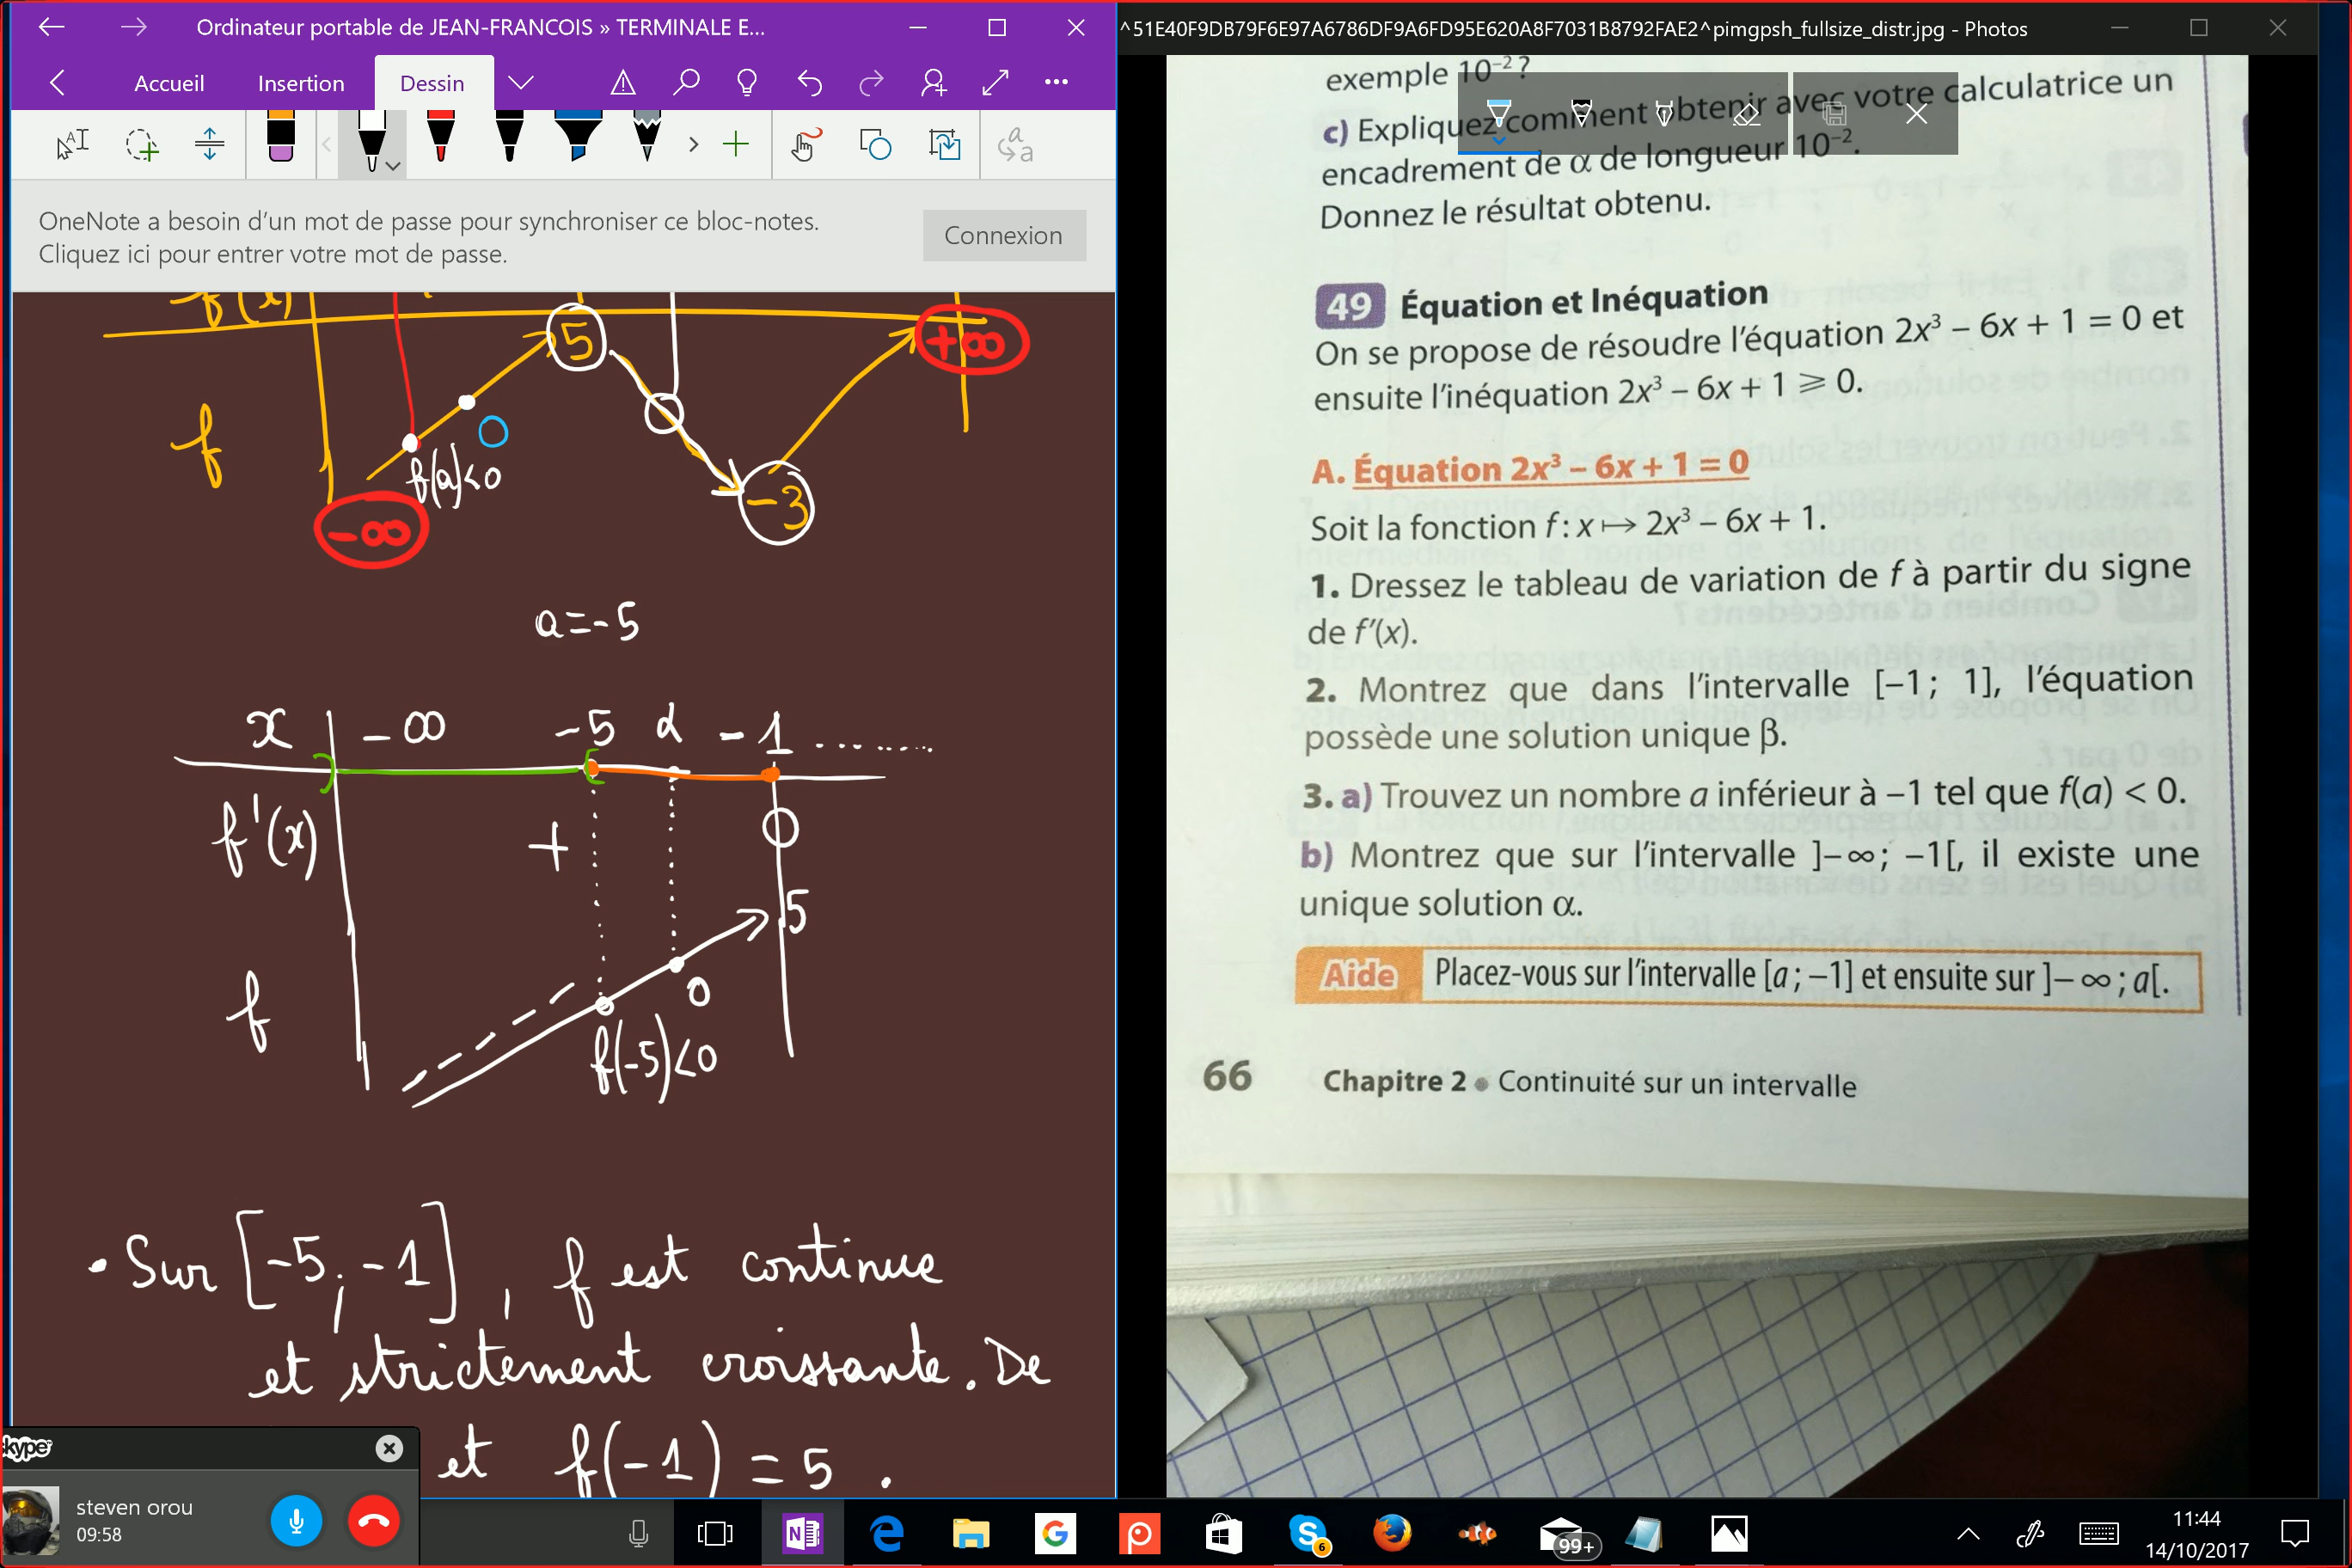 Ordinateur portable de JEAN-FRANCOIS » TERMINALE E...
Accueil Insertion Dessin
OneNote a besoin d'un mot de passe pour synchroniser ce bloc-notes.
Cliquez ici pour entrer votre mot de passe.
Connexion
f
5
+∞
0
f(a)<0
-∞
-3
a=-5
x -∞ -5 α -1 ........
f'(x) + 0
f 5
0
f(-5)<0
• Sur [-5;-1], f est continue
et strictement croissante. De
et f(-1) = 5 .
skype
steven orou
09:58
^51E40F9DB79F6E97A6786DF9A6FD95E620A8F7031B8792FAE2^pimgpsh_fullsize_distr.jpg - Photos
exemple 10⁻² ?
c) Expliquez comment obtenir avec votre calculatrice un
encadrement de α de longueur 10⁻².
Donnez le résultat obtenu.
49 Équation et Inéquation
On se propose de résoudre l'équation 2x³ – 6x + 1 = 0 et
ensuite l'inéquation 2x³ – 6x + 1 ⩾ 0.
A. Équation 2x³ – 6x + 1 = 0
Soit la fonction f : x ↦ 2x³ – 6x + 1.
1. Dressez le tableau de variation de f à partir du signe
de f'(x).
2. Montrez que dans l'intervalle [–1 ; 1], l'équation
possède une solution unique β.
3. a) Trouvez un nombre a inférieur à –1 tel que f(a) < 0.
b) Montrez que sur l'intervalle ]–∞ ; –1[, il existe une
unique solution α.
Aide Placez-vous sur l'intervalle [a ; –1] et ensuite sur ]– ∞ ; a[.
66 Chapitre 2 • Continuité sur un intervalle
6
99+
11:44
14/10/2017